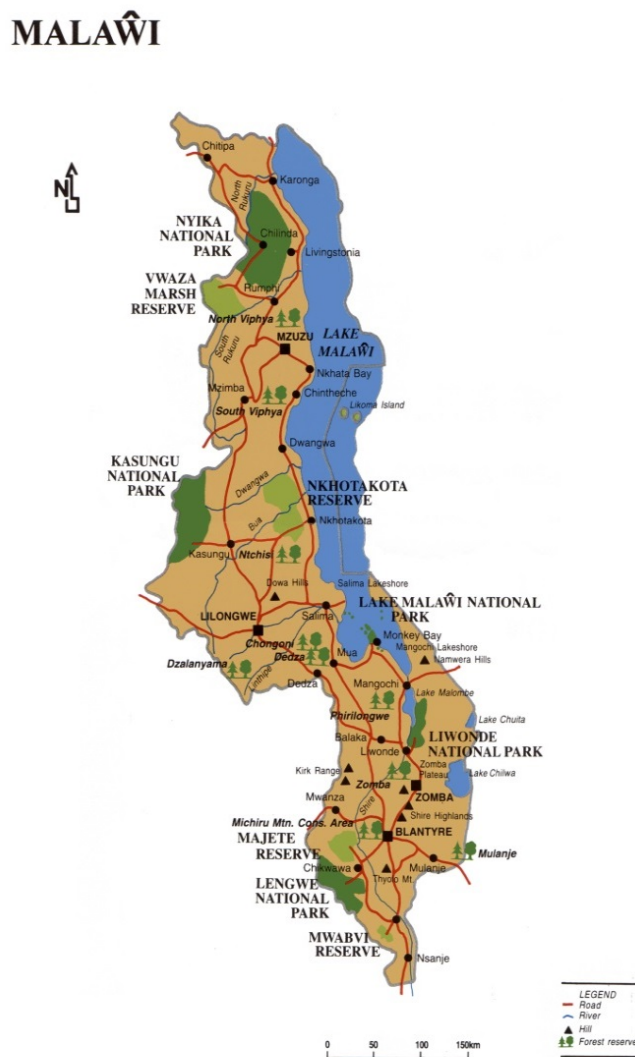 MALAŴI
N
Chitipa
Karonga
North
Rukuru
NYIKA
NATIONAL
PARK
Chilinda
Livingstonia
VWAZA
MARSH
RESERVE
Rumphi
North Viphya
South
Rukuru
MZUZU
LAKE
MALAŴI
Nkhata Bay
Mzimba
Chintheche
South Viphya
Likoma Island
Dwangwa
KASUNGU
NATIONAL
PARK
Dwangwa
NKHOTAKOTA
RESERVE
Bua
Nkhotakota
Kasungu
Ntchisi
Dowa Hills
Salima Lakeshore
LAKE MALAŴI NATIONAL
PARK
LILONGWE
Salima
Chongoni
Monkey Bay
Mangochi Lakeshore
Dedza
Mua
Namwera Hills
Dzalanyama
Linthipe
Dedza
Mangochi
Lake Malombe
Phirilongwe
Lake Chuita
Balaka
Liwonde
LIWONDE
NATIONAL PARK
Zomba
Plateau
Kirk Range
Zomba
Lake Chilwa
Mwanza
Shire
ZOMBA
Michiru Mtn. Cons. Area
Shire Highlands
BLANTYRE
MAJETE
RESERVE
Mulanje
Chikwawa
Mulanje
Thyolo Mt.
LENGWE
NATIONAL
PARK
MWABVI
RESERVE
Nsanje
LEGEND
Road
River
Hill
Forest reserve
0 50 100 150km